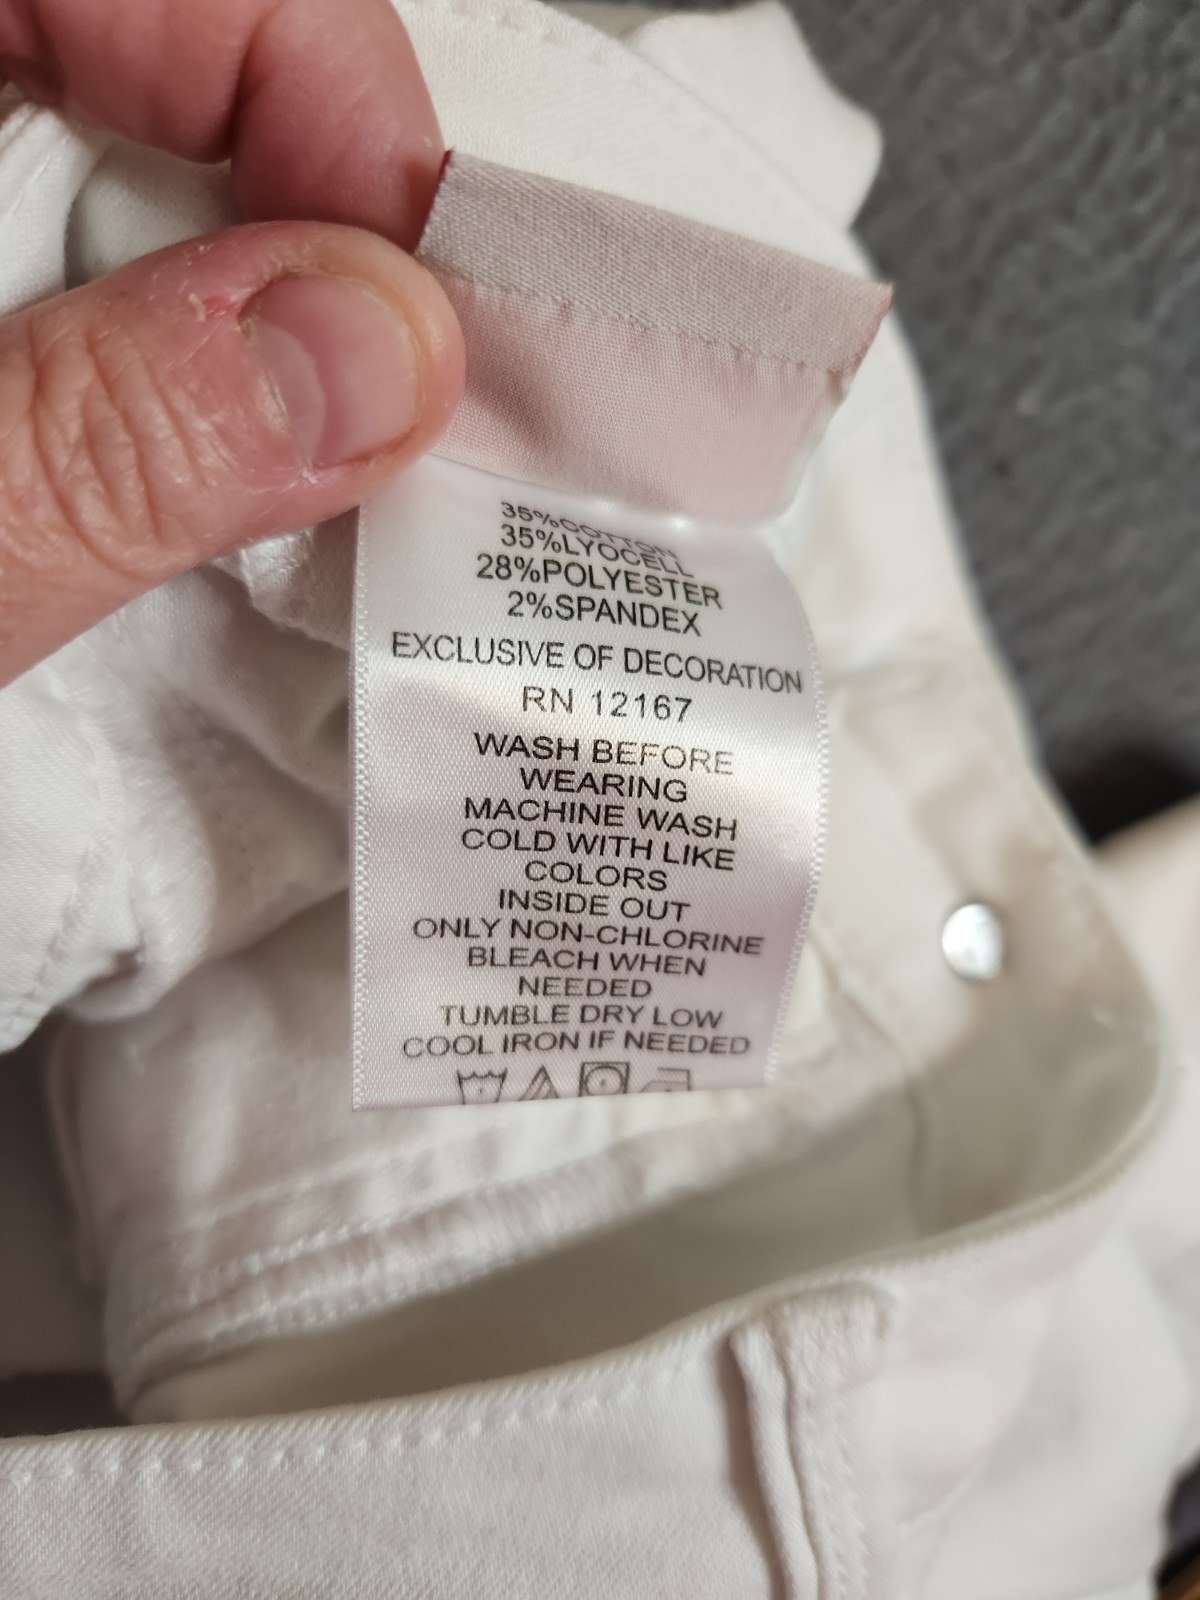 35%COTTON
35%LYOCELL
28%POLYESTER
2%SPANDEX
EXCLUSIVE OF DECORATION
RN 12167
WASH BEFORE
WEARING
MACHINE WASH
COLD WITH LIKE
COLORS
INSIDE OUT
ONLY NON-CHLORINE
BLEACH WHEN
NEEDED
TUMBLE DRY LOW
COOL IRON IF NEEDED